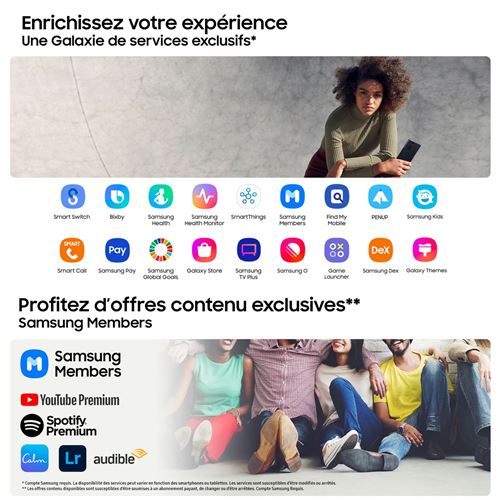 Enrichissez votre expérience
Une Galaxie de services exclusifs*
Smart Switch
Bixby
Samsung Health
Samsung Health Monitor
SmartThings
Samsung Members
Find My Mobile
PENUP
Samsung Kids
SMART
Pay
DeX
Smart Call
Samsung Pay
Samsung Global Goals
Galaxy Store
Samsung TV Plus
Samsung O
Game Launcher
Samsung Dex
Galaxy Themes
Profitez d'offres contenu exclusives**
Samsung Members
Samsung
Members
YouTube Premium
Spotify
Premium
Calm
Lr
audible
* Compte Samsung requis. La disponibilité des services peut varier en fonction des smartphones ou tablettes. Les services sont susceptibles d'être modifiés ou arrêtés.
** Les offres contenu disponibles sont susceptibles d'être soumises à un abonnement payant, de changer ou d'être arrêtées. Compte Samsung Requis.